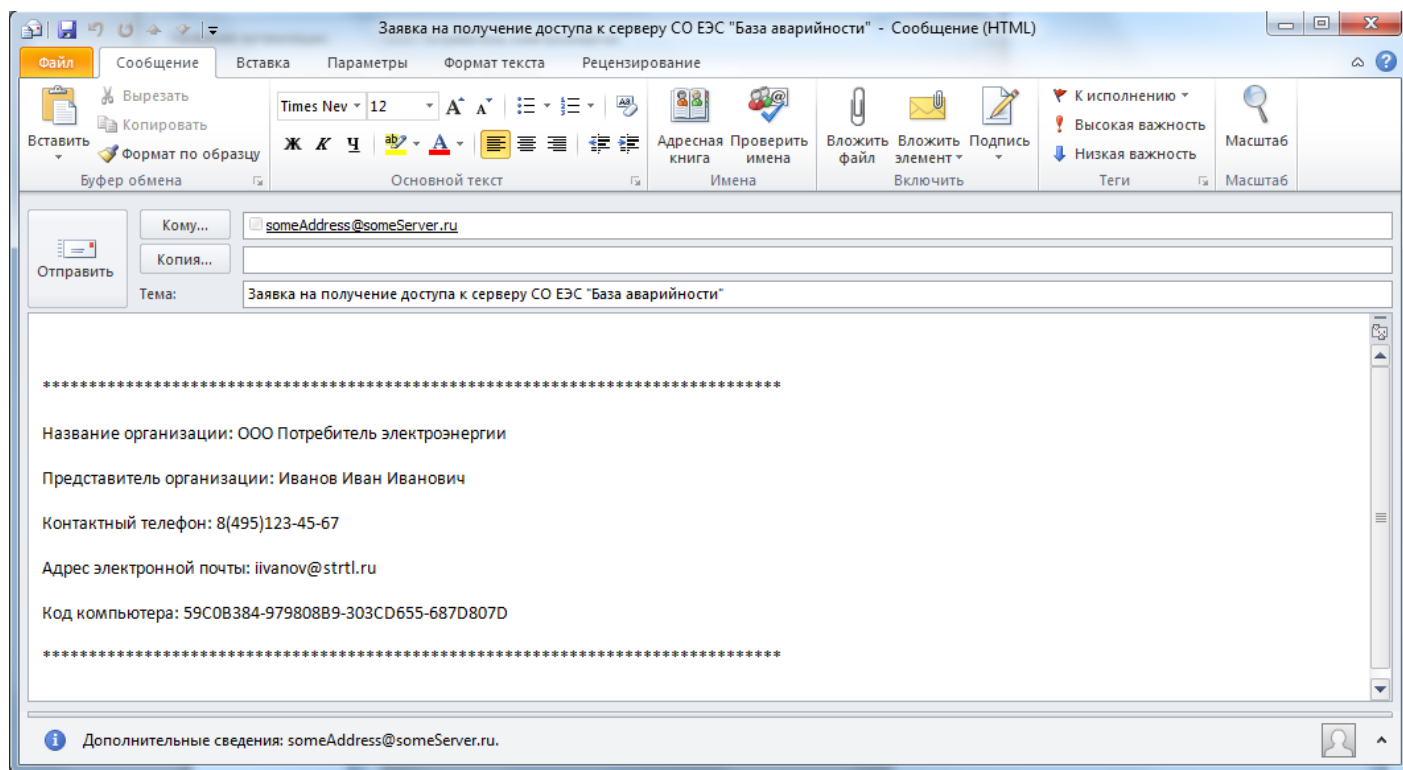 Заявка на получение доступа к серверу СО ЕЭС "База аварийности" - Сообщение (HTML)
Файл Сообщение Вставка Параметры Формат текста Рецензирование
Вставить
Вырезать
Копировать
Формат по образцу
Буфер обмена
Times Nev 12
Ж К Ч
Основной текст
Адресная книга
Проверить имена
Имена
Вложить файл
Вложить элемент
Подпись
Включить
К исполнению
Высокая важность
Низкая важность
Теги
Масштаб
Масштаб
Отправить
Кому... someAddress@someServer.ru
Копия...
Тема: Заявка на получение доступа к серверу СО ЕЭС "База аварийности"
********************************************************************************
Название организации: ООО Потребитель электроэнергии
Представитель организации: Иванов Иван Иванович
Контактный телефон: 8(495)123-45-67
Адрес электронной почты: iivanov@strtl.ru
Код компьютера: 59C0B384-979808B9-303CD655-687D807D
********************************************************************************
Дополнительные сведения: someAddress@someServer.ru.